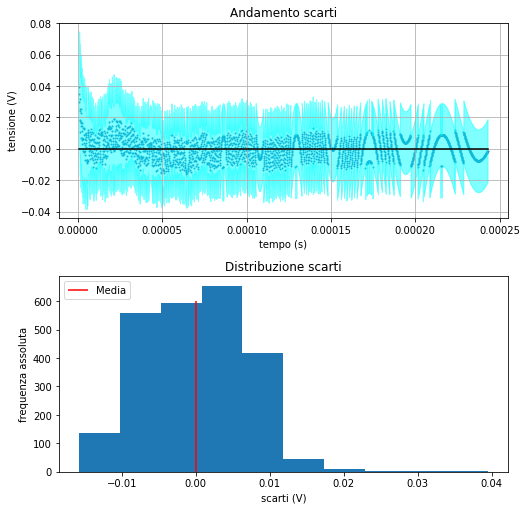 Andamento scarti
tensione (V)
0.08
0.06
0.04
0.02
0.00
−0.02
−0.04
0.00000 0.00005 0.00010 0.00015 0.00020 0.00025
tempo (s)
Distribuzione scarti
Media
frequenza assoluta
600
500
400
300
200
100
0
−0.01 0.00 0.01 0.02 0.03 0.04
scarti (V)